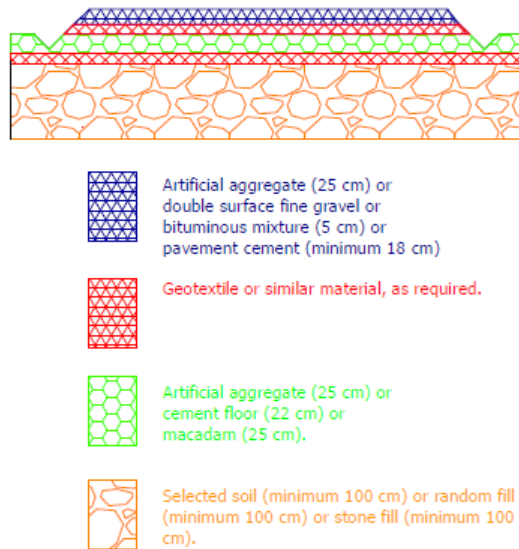 Artificial aggregate (25 cm) or
double surface fine gravel or
bituminous mixture (5 cm) or
pavement cement (minimum 18 cm)
Geotextile or similar material, as required.
Artificial aggregate (25 cm) or
cement floor (22 cm) or
macadam (25 cm).
Selected soil (minimum 100 cm) or random fill
(minimum 100 cm) or stone fill (minimum 100
cm).